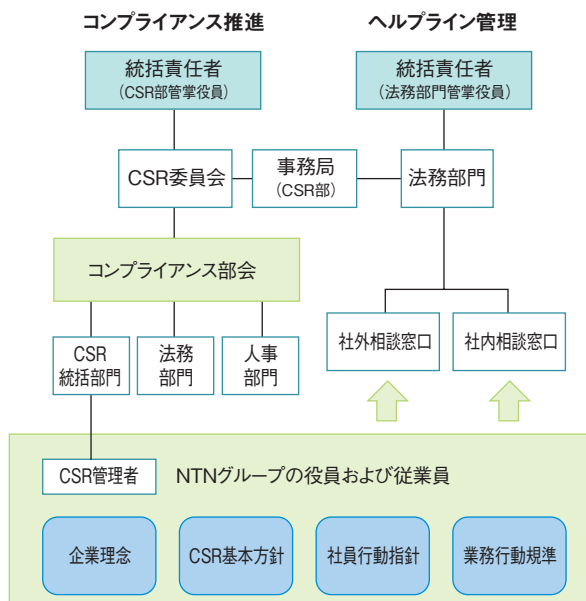 コンプライアンス推進
ヘルプライン管理
統括責任者
（CSR部管掌役員）
統括責任者
（法務部門管掌役員）
CSR委員会
事務局
（CSR部）
法務部門
コンプライアンス部会
CSR
統括部門
法務
部門
人事
部門
社外相談窓口
社内相談窓口
CSR管理者
NTNグループの役員および従業員
企業理念
CSR基本方針
社員行動指針
業務行動規準